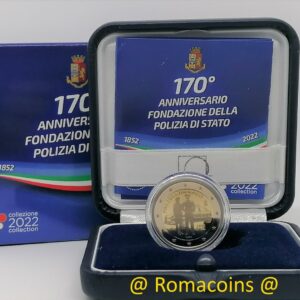 170°
ANNIVERSARIO
FONDAZIONE DELLA
POLIZIA DI
1852
collezione
2022
collection
170°
ANNIVERSARIO
FONDAZIONE DELLA
POLIZIA DI STATO
1852
2022
collezione
2022
collection
@ Romacoins @